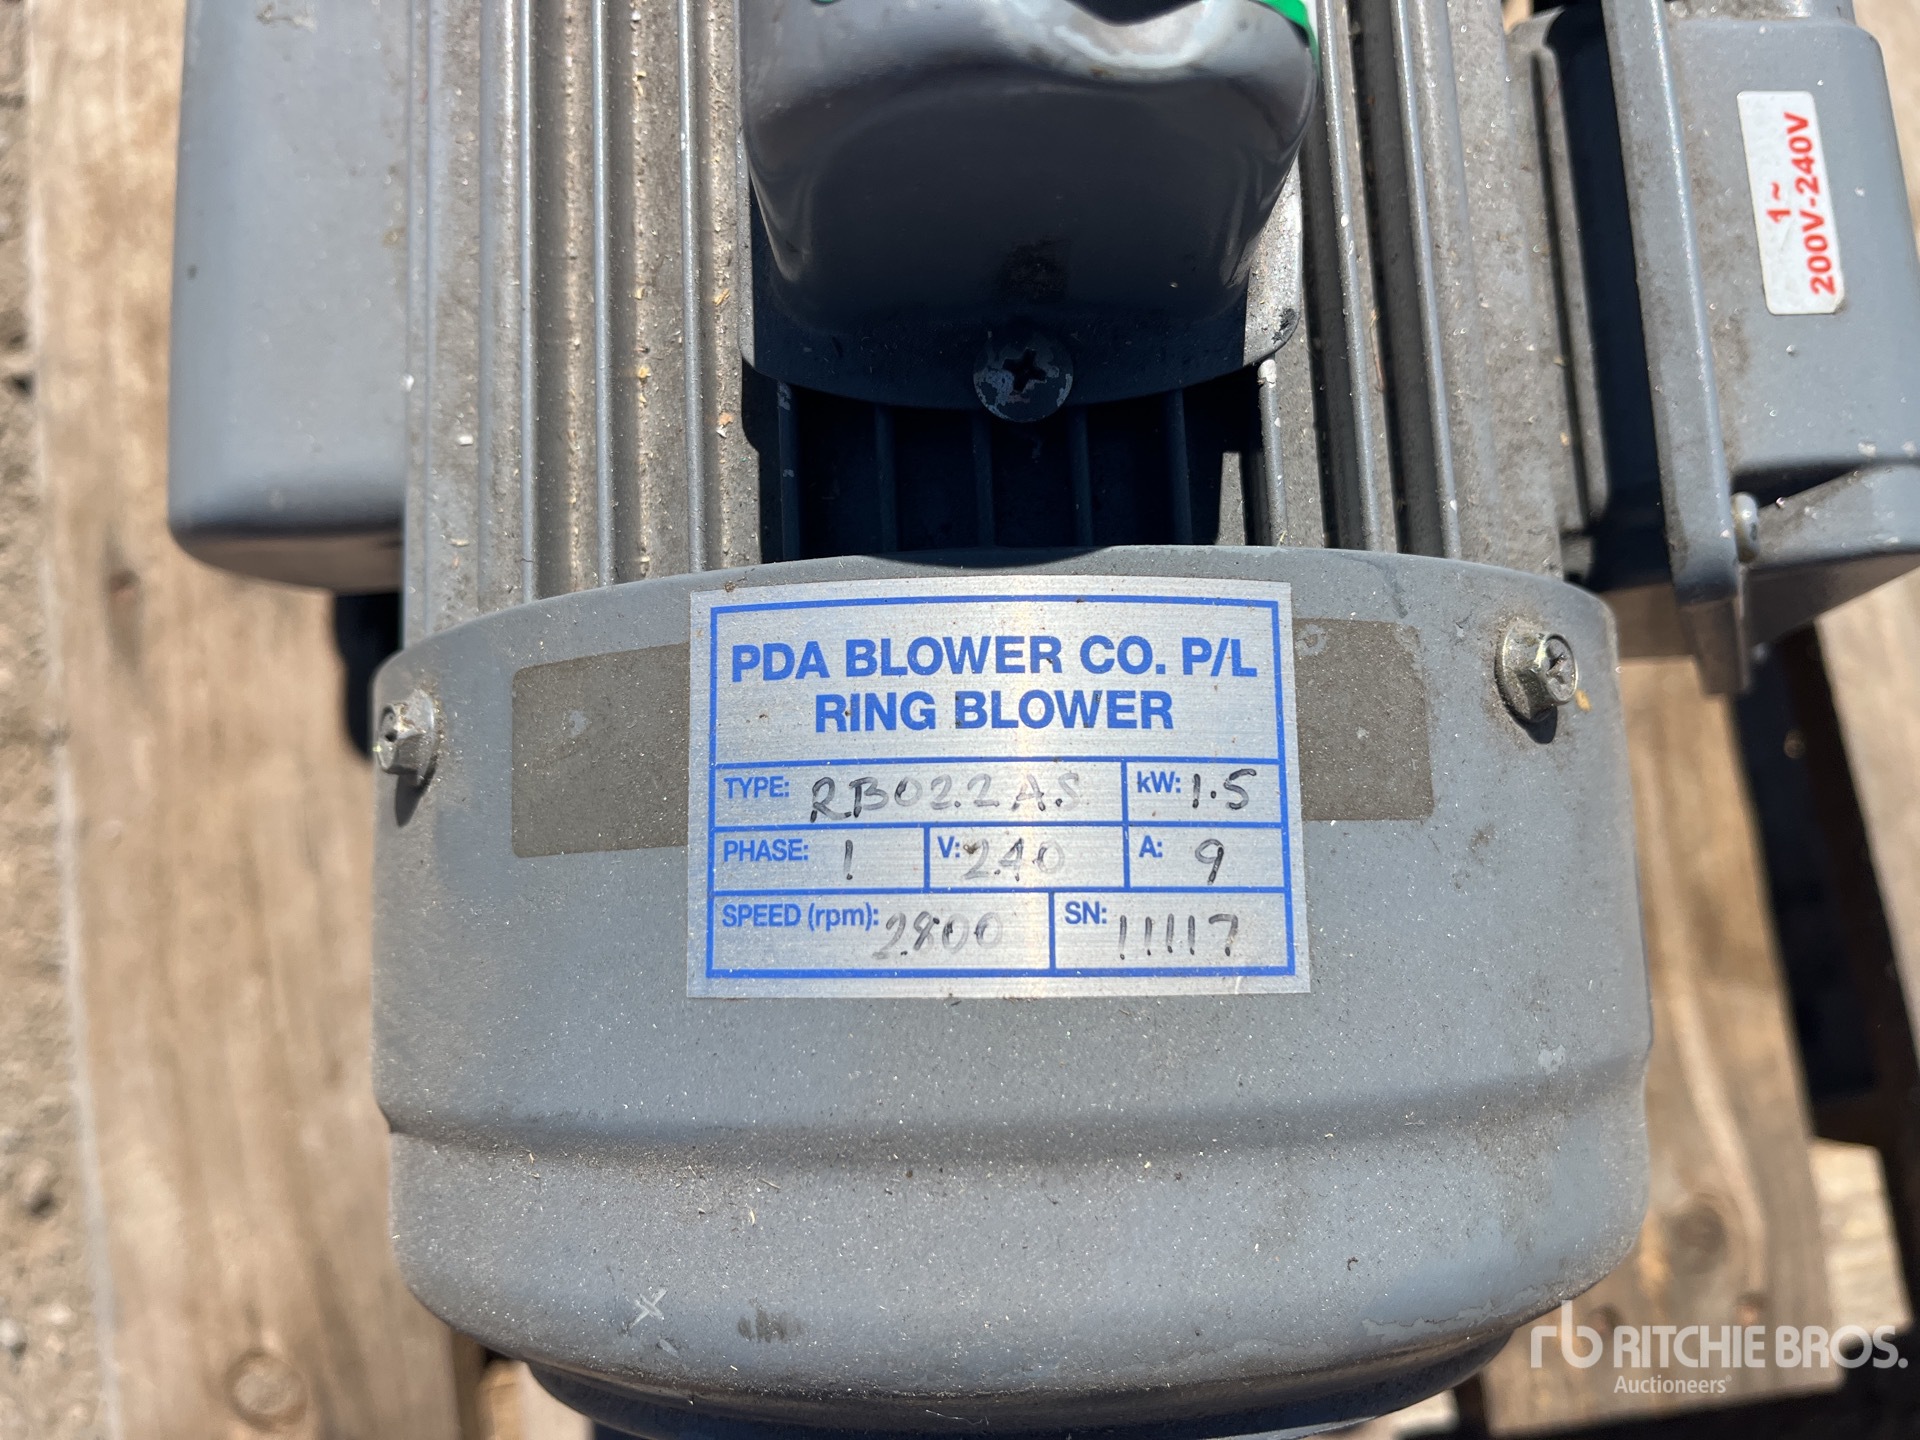 1~
200V-240V
PDA BLOWER CO. P/L
RING BLOWER
TYPE: RB022AS kW: 1.5
PHASE: 1 V: 240 A: 9
SPEED (rpm): 2800 SN: 11117
rb RITCHIE BROS.
Auctioneers